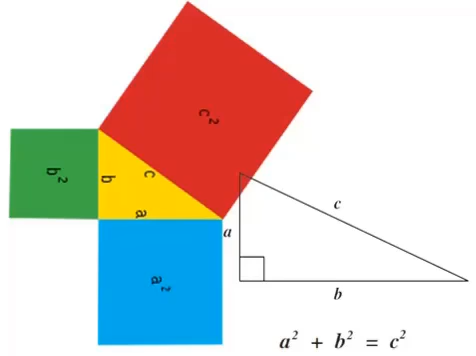 c²
b²
b
c
a
a²
a
c
b
a² + b² = c²